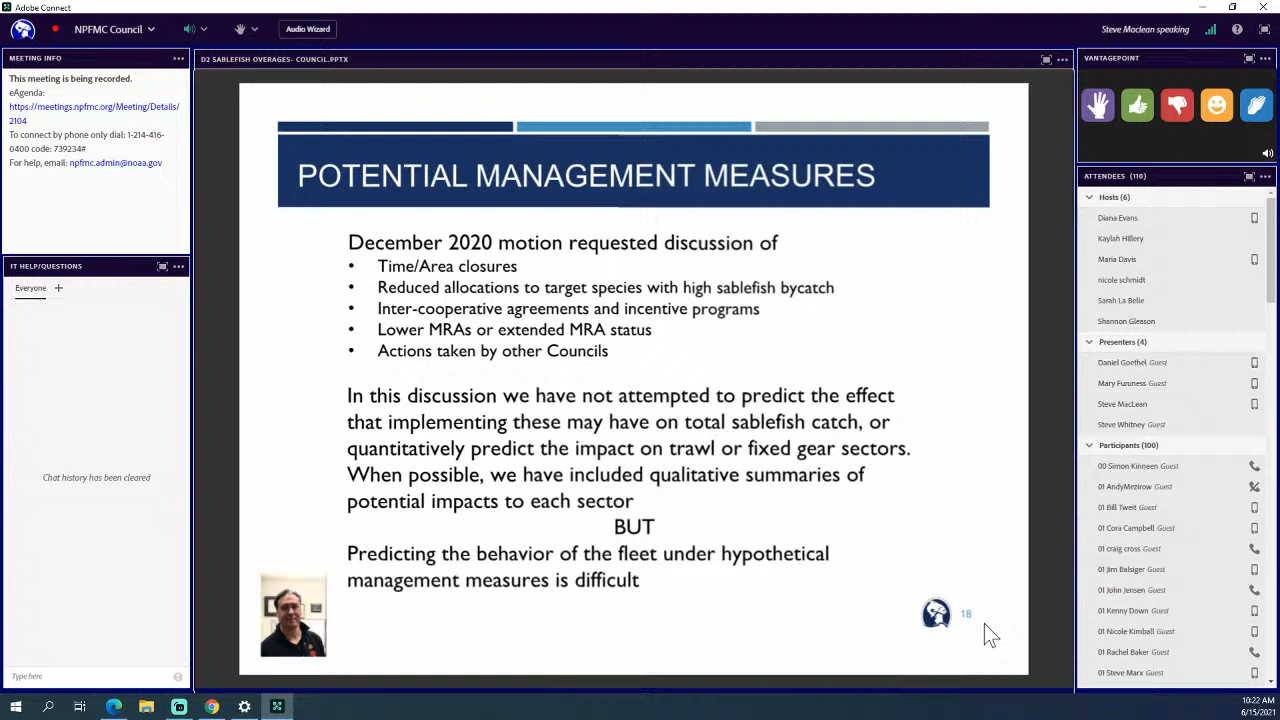 Adobe Connect
NPFMC Council
Audio Wizard
Steve Maclean speaking
MEETING INFO
This meeting is being recorded.
eAgenda:
https://meetings.npfmc.org/Meeting/Details/
2104
To connect by phone only dial: 1-214-416-
0400 code: 739234#
For help, email: npfmc.admin@noaa.gov
IT HELP/QUESTIONS
Everyone
Chat history has been cleared
Type here
D2 SABLEFISH OVERAGES- COUNCIL.PPTX
POTENTIAL MANAGEMENT MEASURES
December 2020 motion requested discussion of
• Time/Area closures
• Reduced allocations to target species with high sablefish bycatch
• Inter-cooperative agreements and incentive programs
• Lower MRAs or extended MRA status
• Actions taken by other Councils
In this discussion we have not attempted to predict the effect
that implementing these may have on total sablefish catch, or
quantitatively predict the impact on trawl or fixed gear sectors.
When possible, we have included qualitative summaries of
potential impacts to each sector
BUT
Predicting the behavior of the fleet under hypothetical
management measures is difficult
18
VANTAGEPOINT
ATTENDEES (110)
Hosts (6)
Diana Evans
Kaylah Hillery
Maria Davis
nicole schmidt
Sarah La Belle
Shannon Gleason
Presenters (4)
Daniel Goethel Guest
Mary Furuness Guest
Steve MacLean
Steve Whitney Guest
Participants (100)
00 Simon Kinneen Guest
01 AndyMezirow Guest
01 Bill Tweit Guest
01 Cora Campbell Guest
01 craig cross Guest
01 Jim Balsiger Guest
01 John Jensen Guest
01 Kenny Down Guest
01 Nicole Kimball Guest
01 Rachel Baker Guest
01 Steve Marx Guest
10:22 AM
6/15/2021